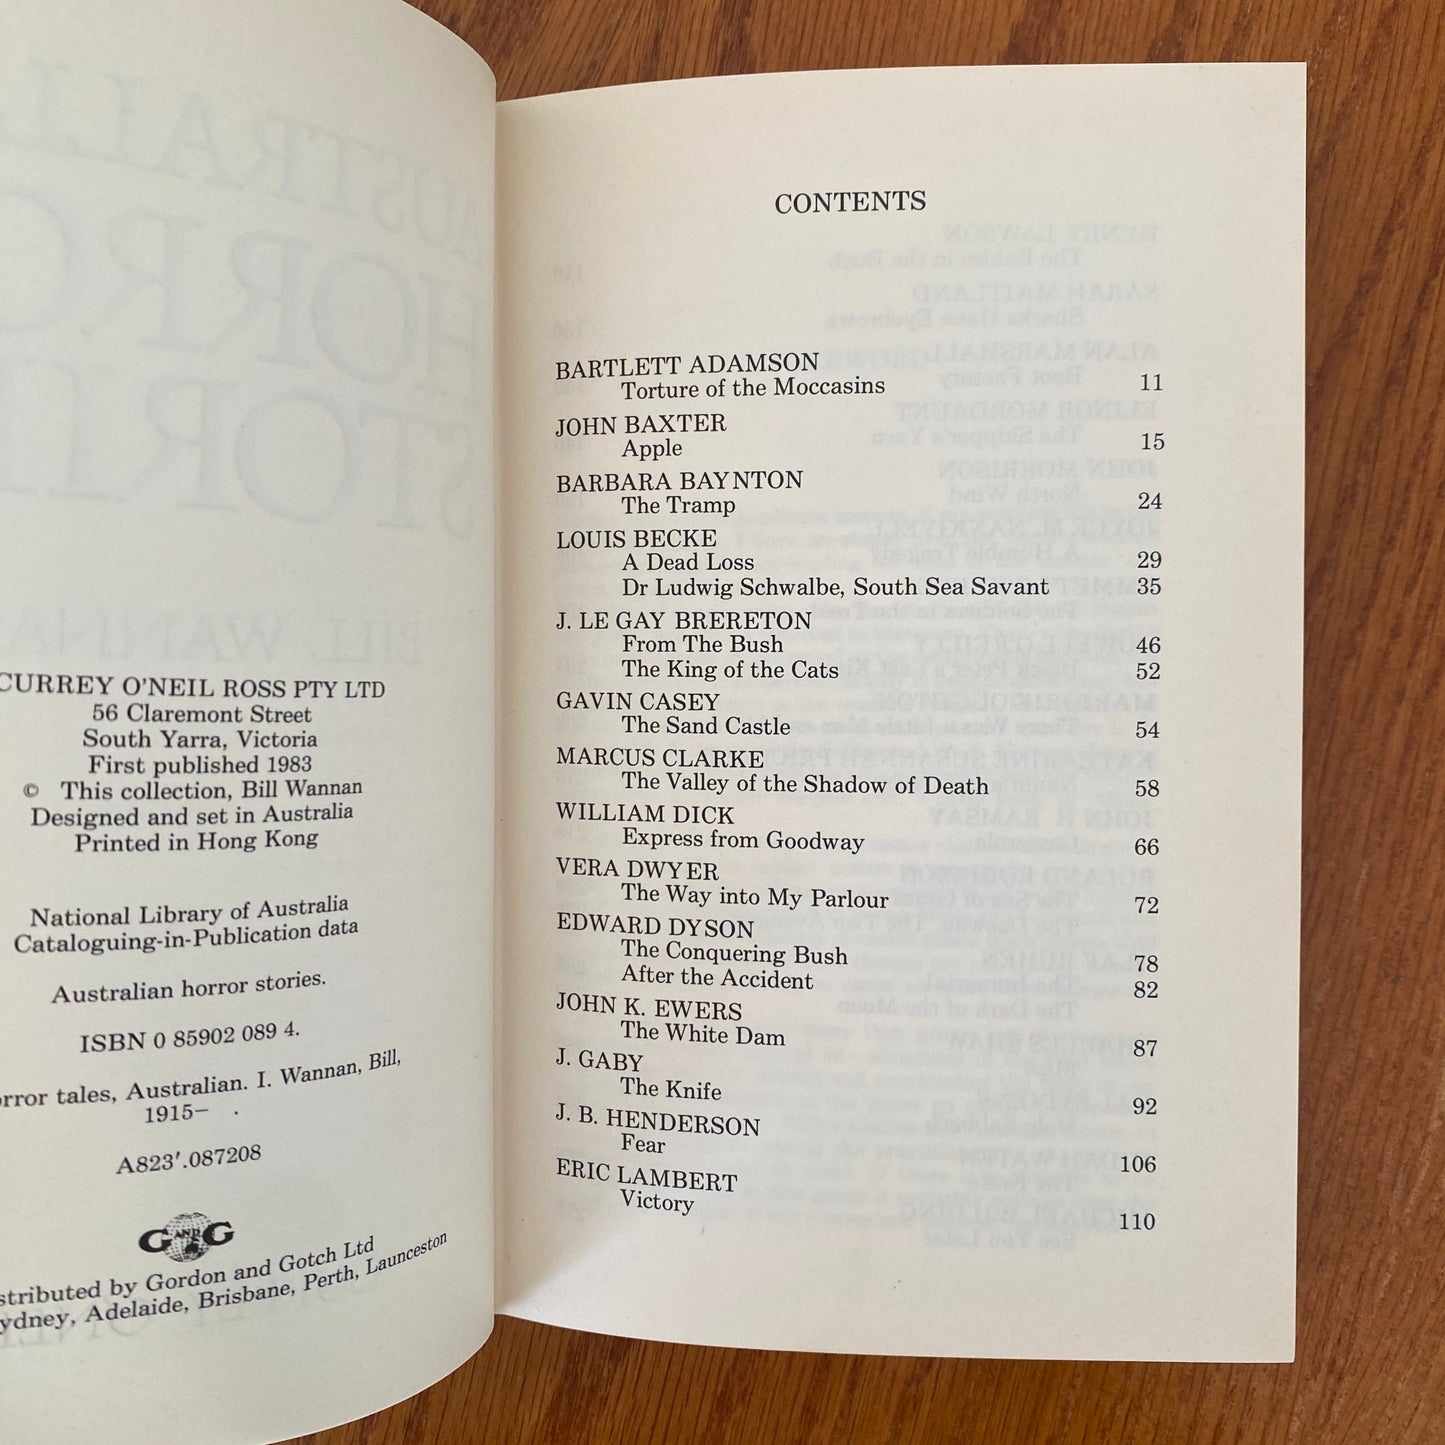 CURREY O'NEIL ROSS PTY LTD
56 Claremont Street
South Yarra, Victoria
First published 1983
© This collection, Bill Wannan
Designed and set in Australia
Printed in Hong Kong
National Library of Australia
Cataloguing-in-Publication data
Australian horror stories.
ISBN 0 85902 089 4.
tales, Australian. I. Wannan, Bill,
1915– .
A823'.087208
G AND G
by Gordon and Gotch Ltd
Adelaide, Brisbane, Perth, Launceston
CONTENTS
BARTLETT ADAMSON
Torture of the Moccasins 11
JOHN BAXTER
Apple 15
BARBARA BAYNTON
The Tramp 24
LOUIS BECKE
A Dead Loss 29
Dr Ludwig Schwalbe, South Sea Savant 35
J. LE GAY BRERETON
From The Bush 46
The King of the Cats 52
GAVIN CASEY
The Sand Castle 54
MARCUS CLARKE
The Valley of the Shadow of Death 58
WILLIAM DICK
Express from Goodway 66
VERA DWYER
The Way into My Parlour 72
EDWARD DYSON
The Conquering Bush 78
After the Accident 82
JOHN K. EWERS
The White Dam 87
J. GABY
The Knife 92
J. B. HENDERSON
Fear 106
ERIC LAMBERT
Victory 110